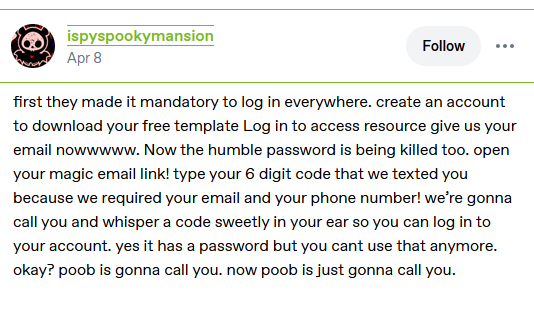 ispyspookymansion
Apr 8
Follow
first they made it mandatory to log in everywhere. create an account
to download your free template Log in to access resource give us your
email nowwwww. Now the humble password is being killed too. open
your magic email link! type your 6 digit code that we texted you
because we required your email and your phone number! we’re gonna
call you and whisper a code sweetly in your ear so you can log in to
your account. yes it has a password but you cant use that anymore.
okay? poob is gonna call you. now poob is just gonna call you.